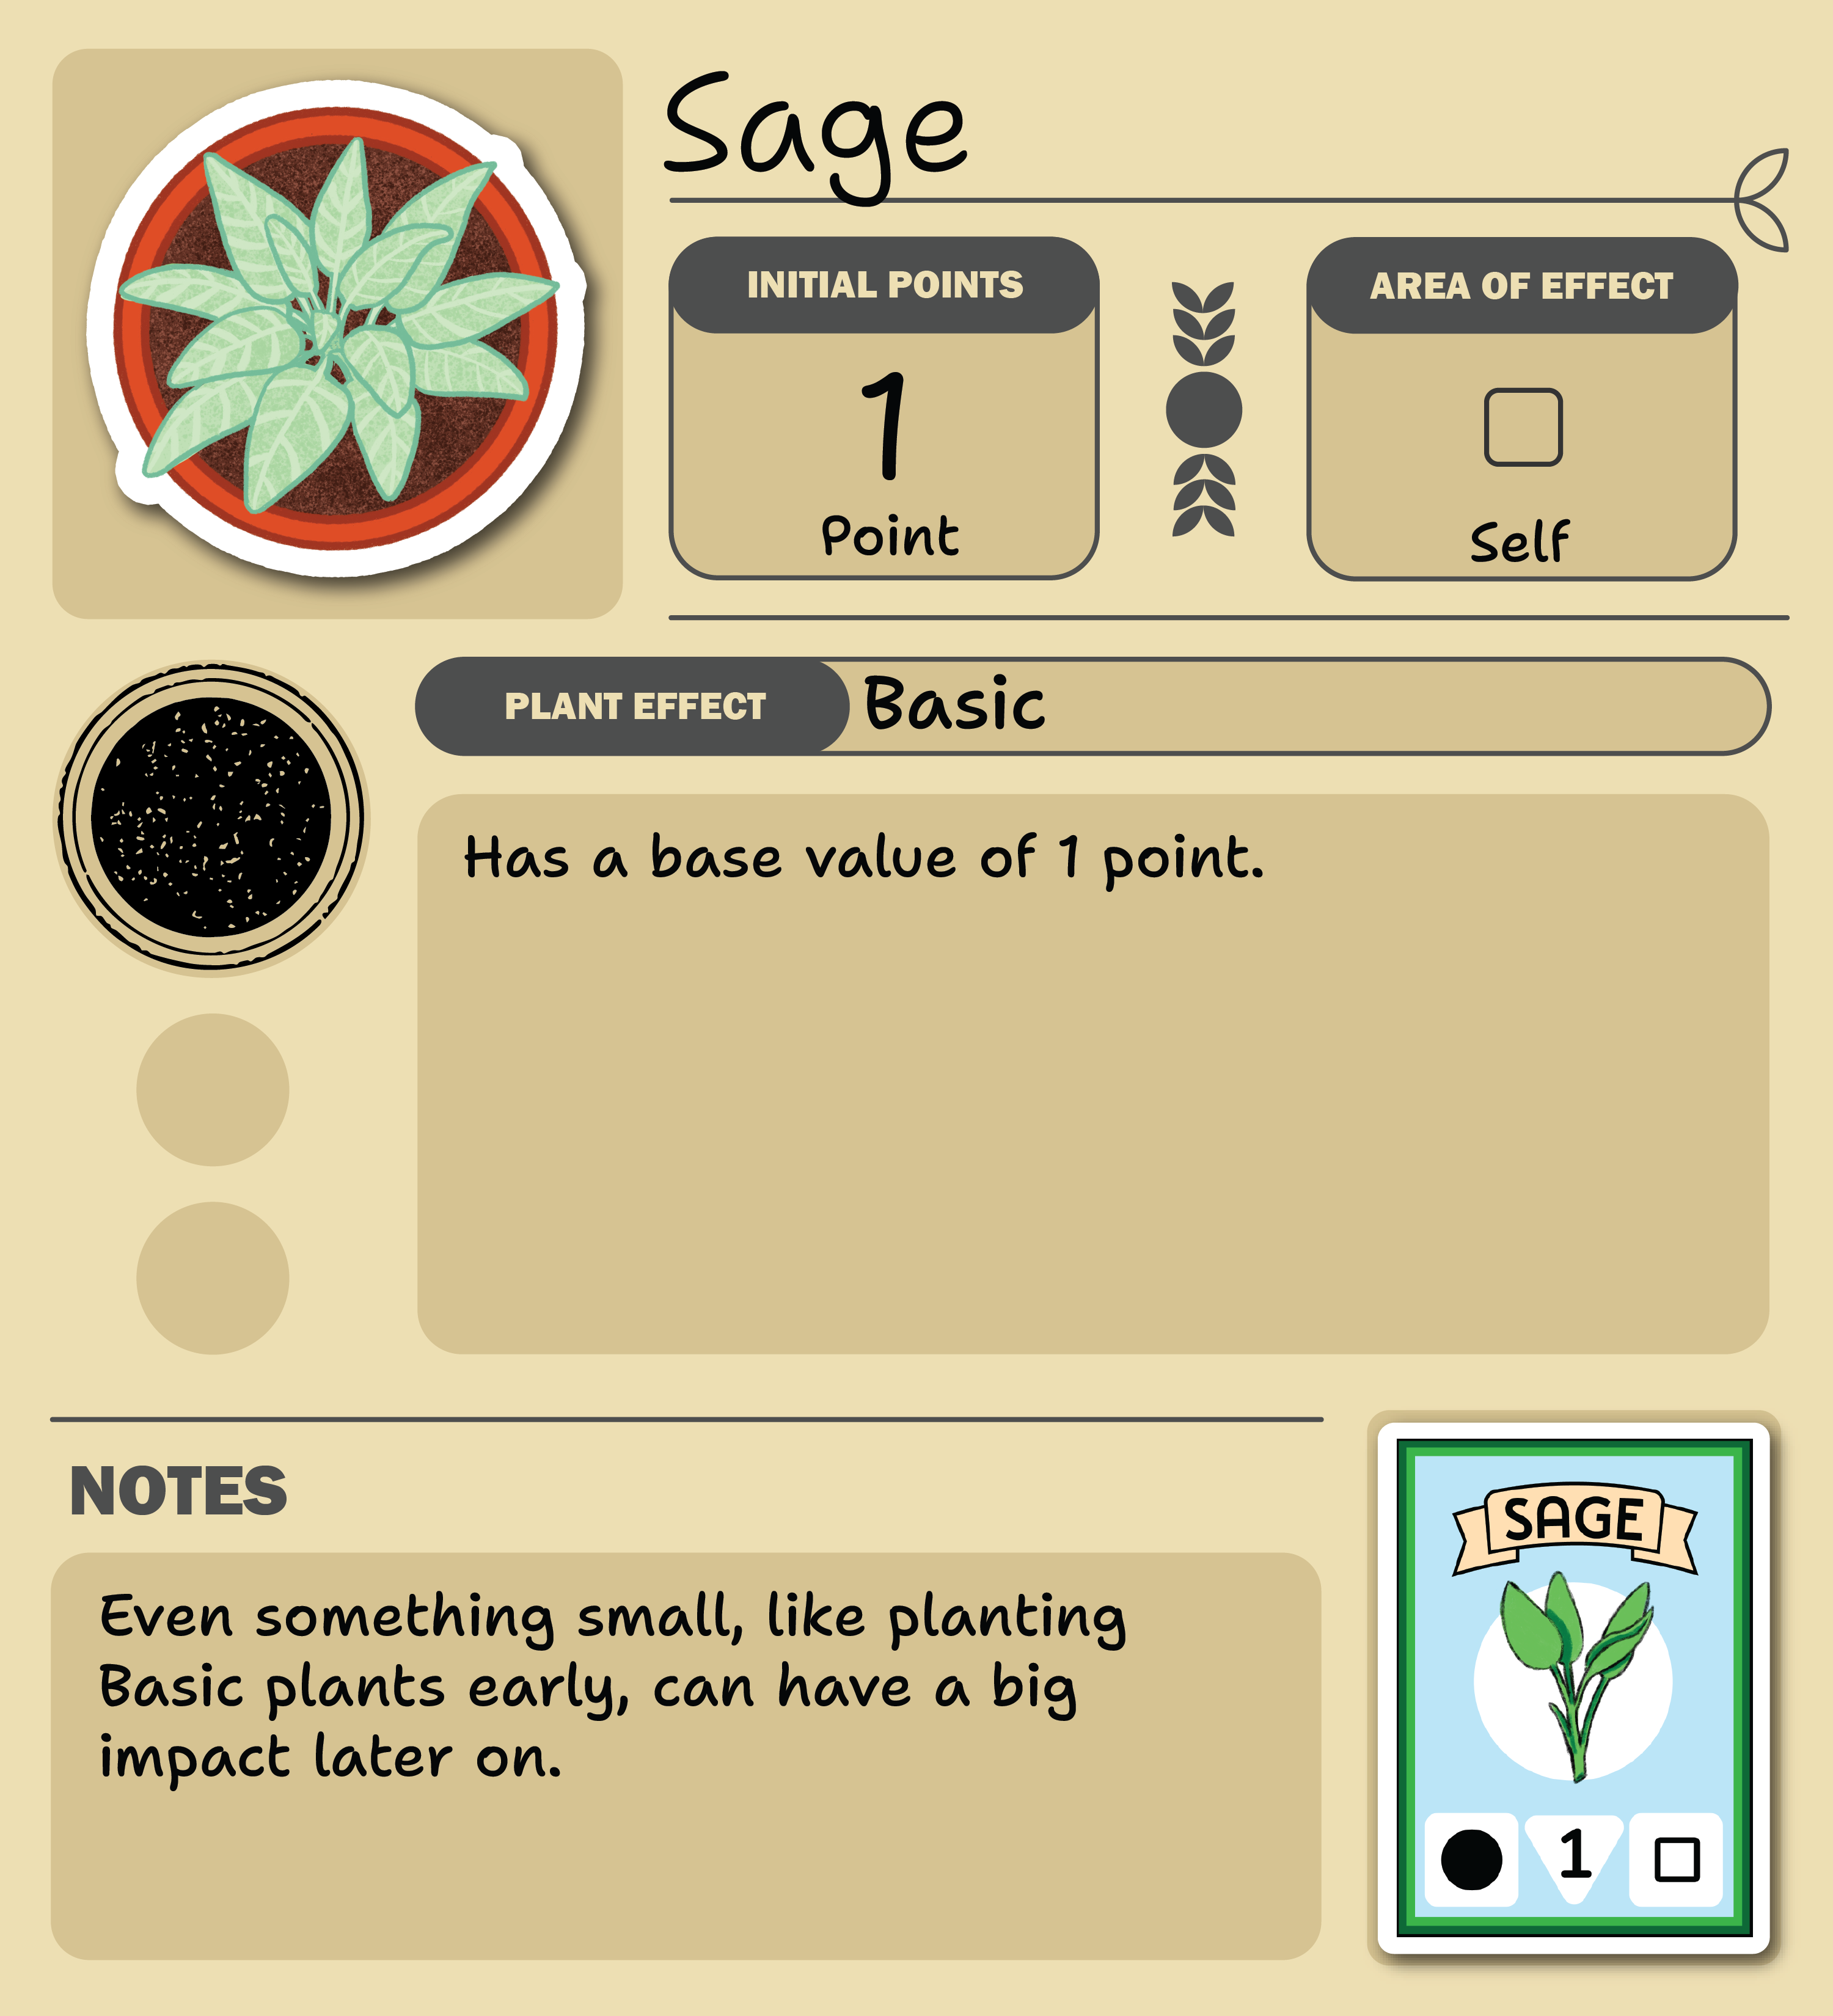 Sage
INITIAL POINTS
AREA OF EFFECT
1
Point
Self
PLANT EFFECT
Basic
Has a base value of 1 point.
NOTES
Even something small, like planting
Basic plants early, can have a big
impact later on.
SAGE
1